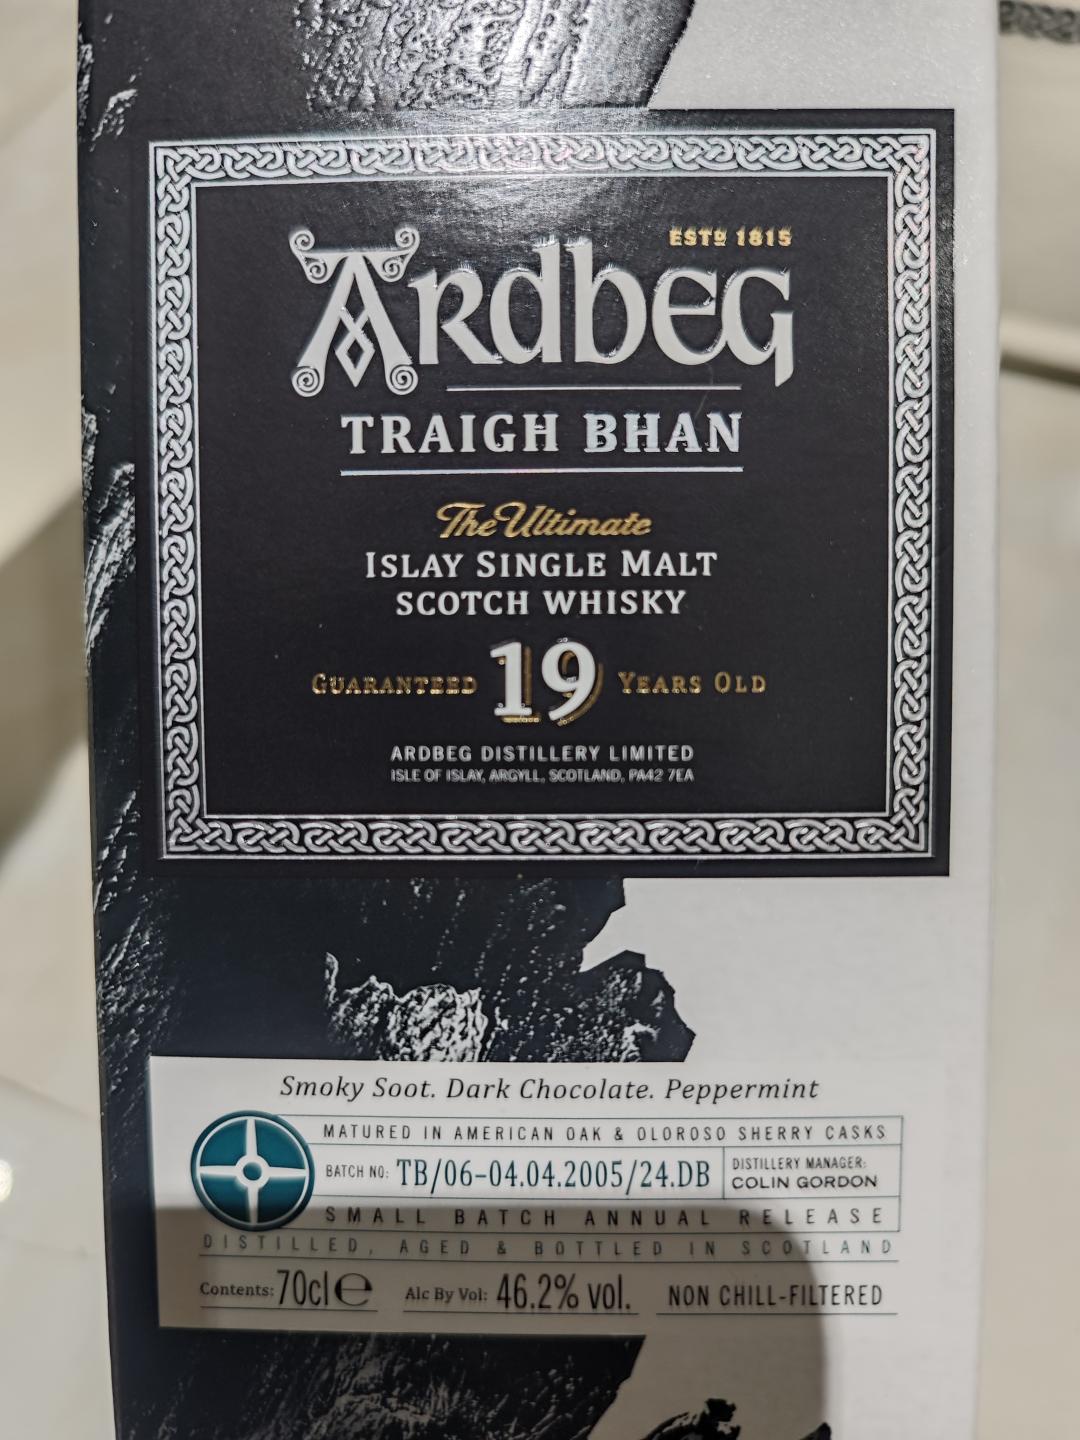 ESTD 1815
ARDBEG
TRAIGH BHAN
The Ultimate
ISLAY SINGLE MALT
SCOTCH WHISKY
GUARANTEED 19 YEARS OLD
ARDBEG DISTILLERY LIMITED
ISLE OF ISLAY, ARGYLL, SCOTLAND, PA42 7EA
Smoky Soot. Dark Chocolate. Peppermint
MATURED IN AMERICAN OAK & OLOROSO SHERRY CASKS
BATCH NO: TB/06-04.04.2005/24.DB
DISTILLERY MANAGER:
COLIN GORDON
SMALL BATCH ANNUAL RELEASE
DISTILLED, AGED & BOTTLED IN SCOTLAND
Contents: 70cl ℮ Alc By Vol: 46.2% vol. NON CHILL-FILTERED